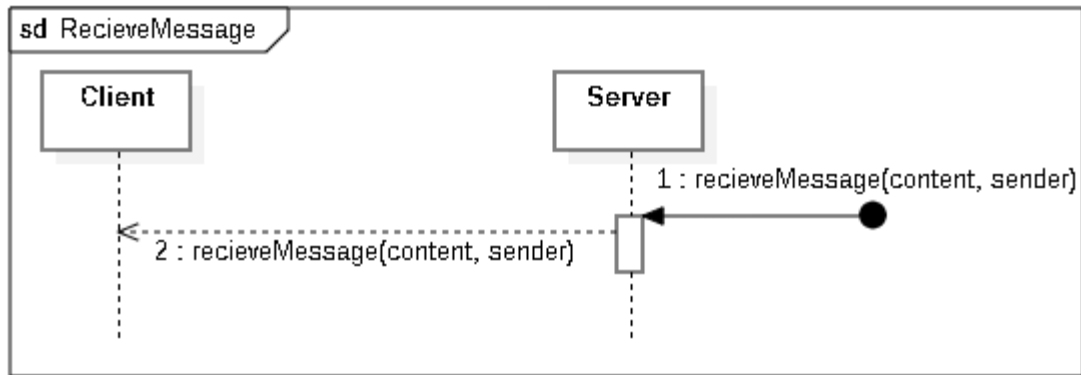 sd RecieveMessage
Client
Server
1 : recieveMessage(content, sender)
2 : recieveMessage(content, sender)